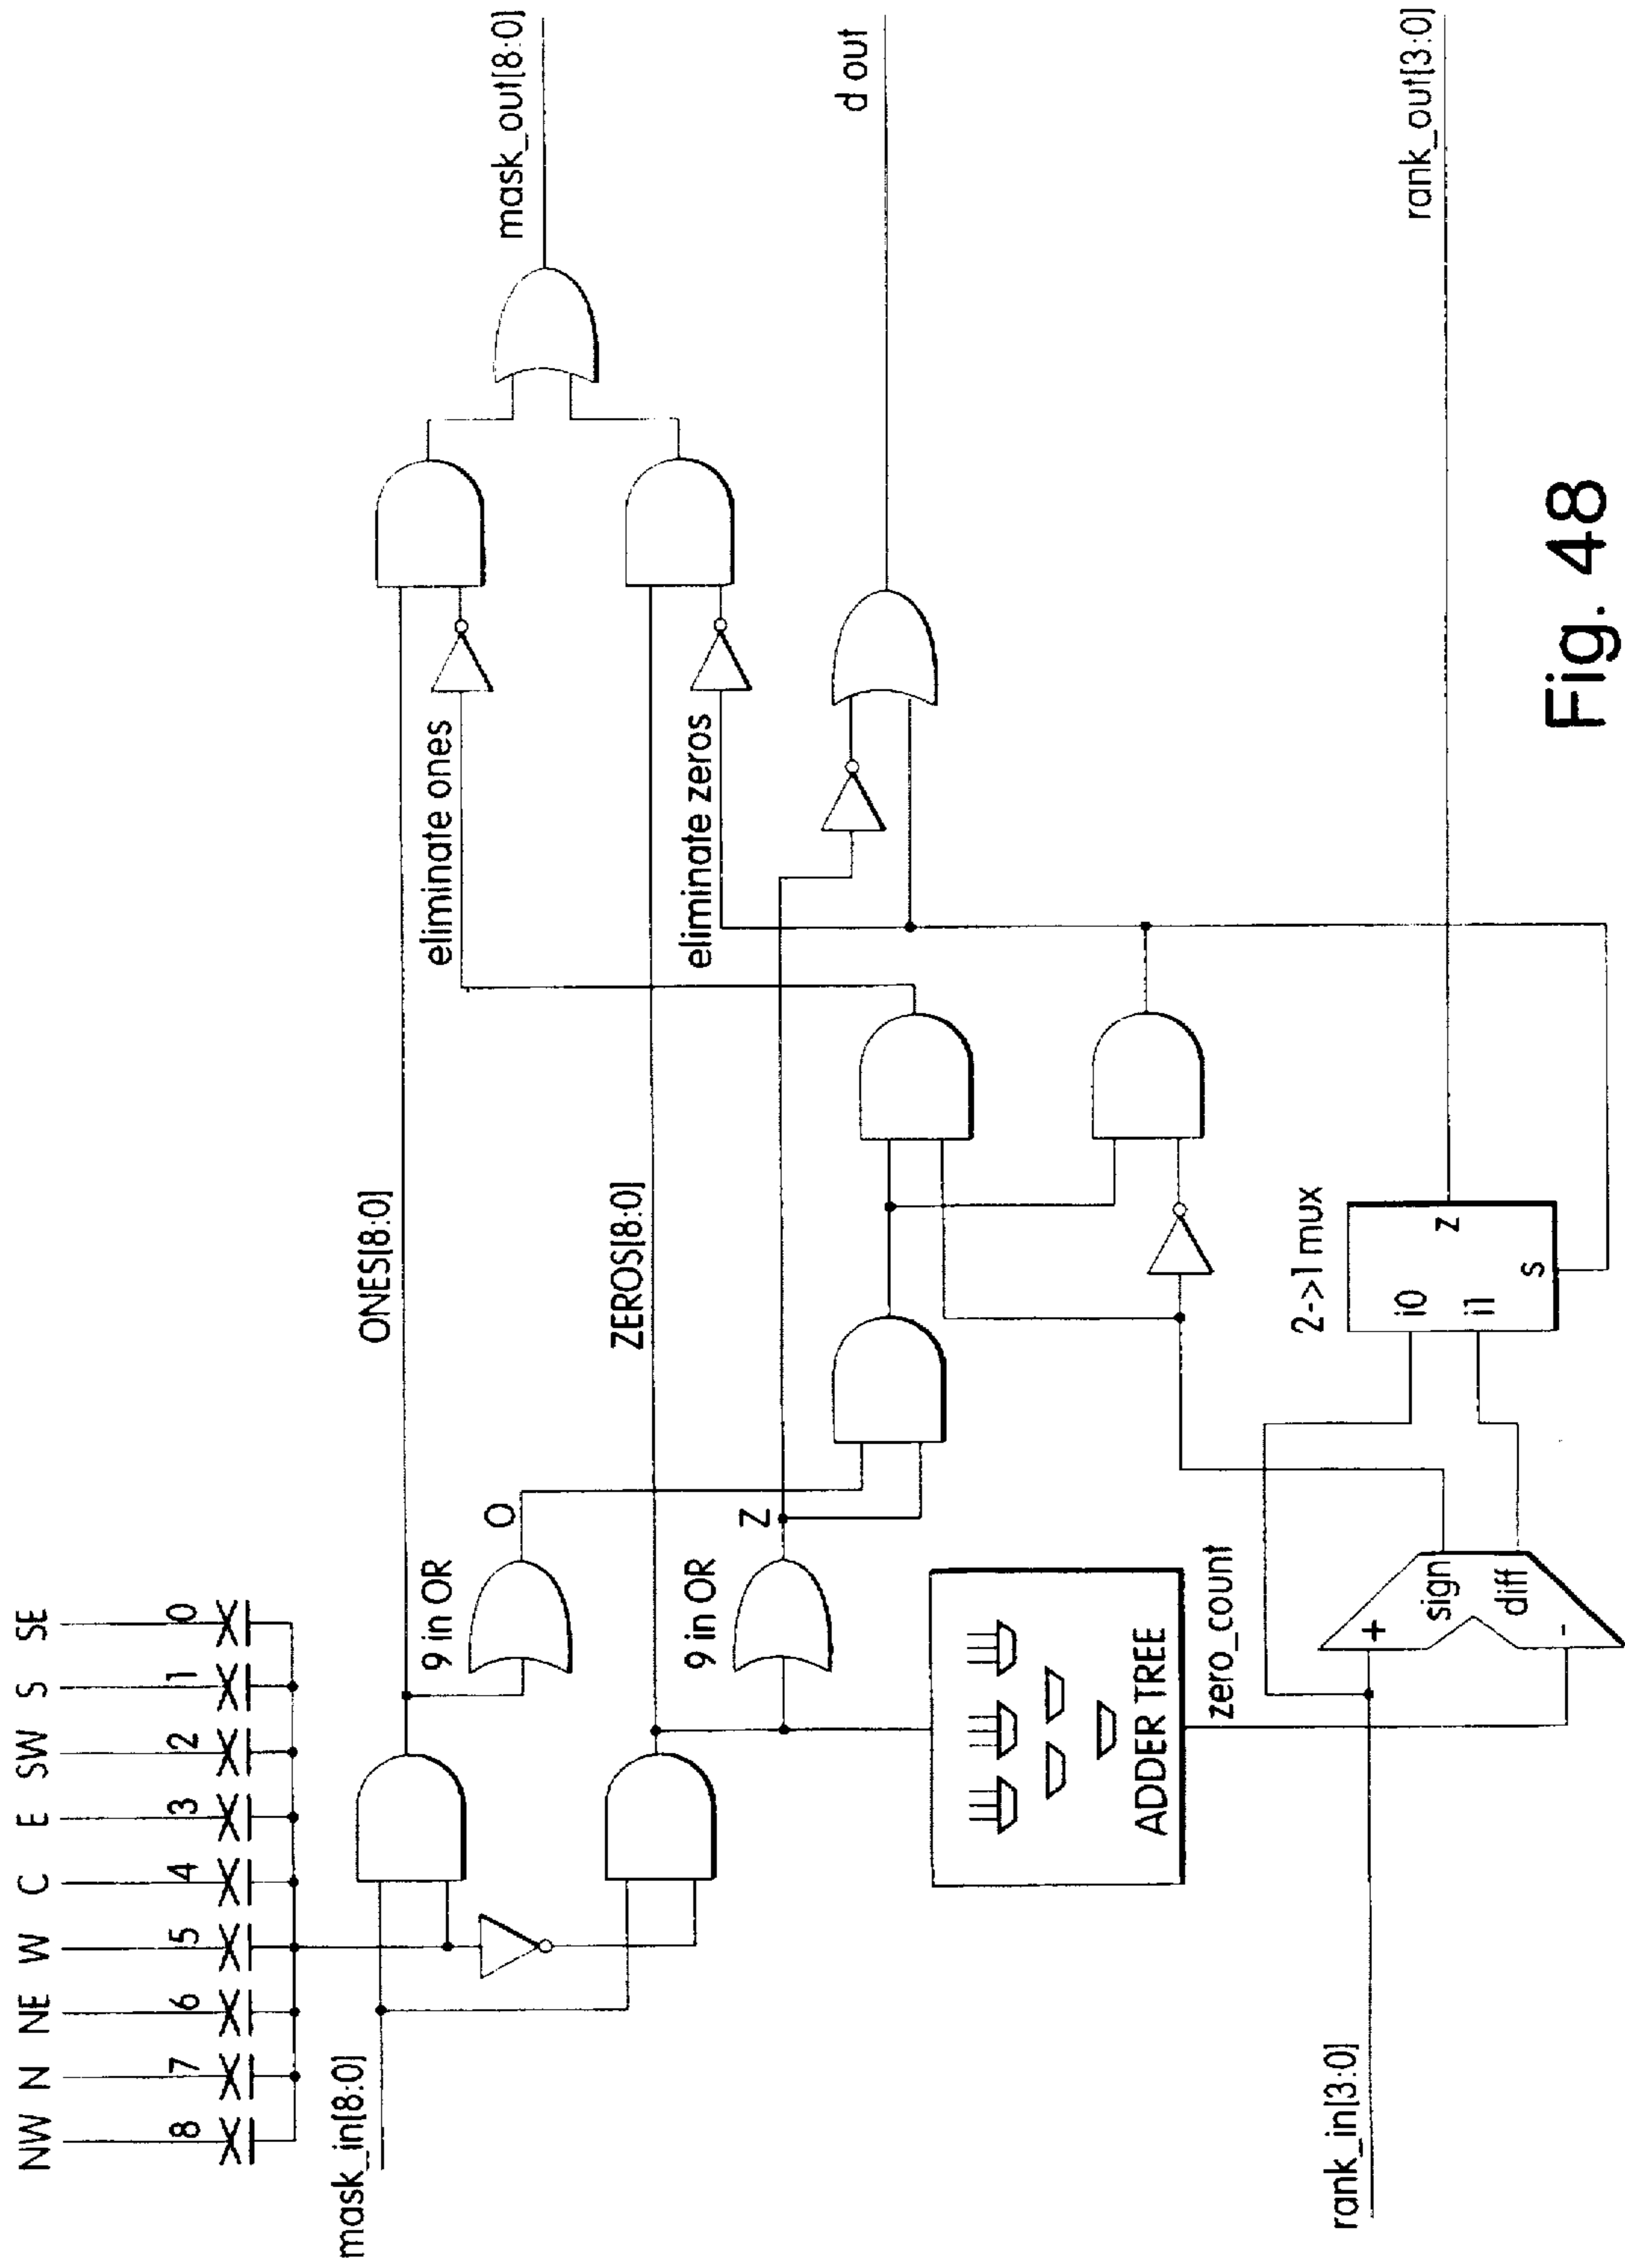 NW N NE W C E SW S SE
8 7 6 5 4 3 2 1 0
mask_in[8:0]
ONES[8:0]
9 in OR
O
eliminate ones
mask_out[8:0]
ZEROS[8:0]
9 in OR
Z
eliminate zeros
d out
ADDER TREE
zero_count
rank_in[3:0]
+
-
sign
diff
2->1 mux
i0
i1
Z
s
rank_out[3:0]
Fig. 48